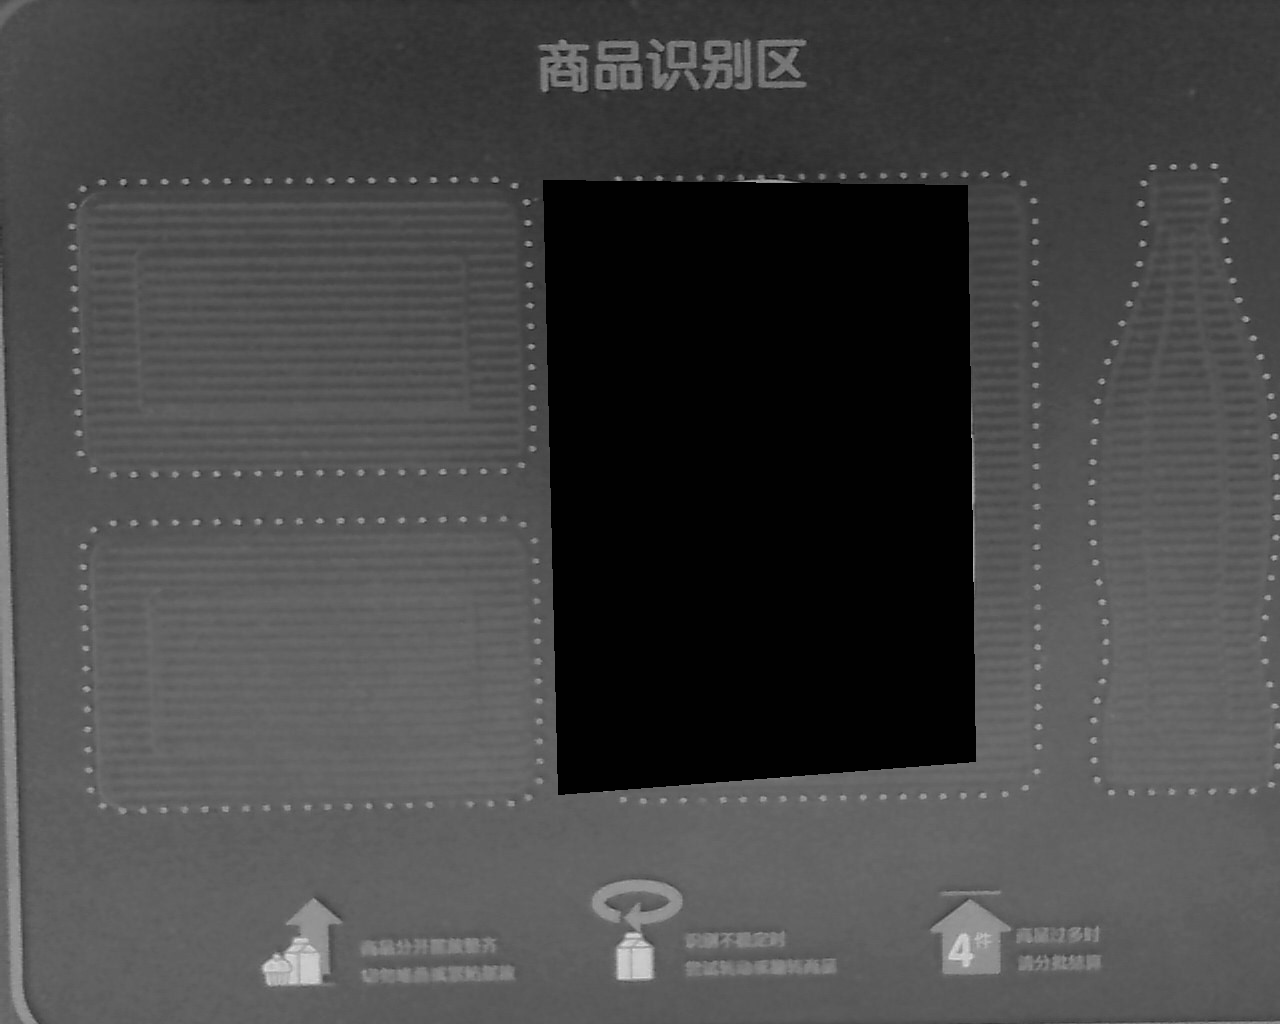 商品识别区
商品分开摆放整齐
切勿堆叠或紧贴摆放
识别不稳定时
尝试转动或翻转商品
4件
商品过多时
请分批结算